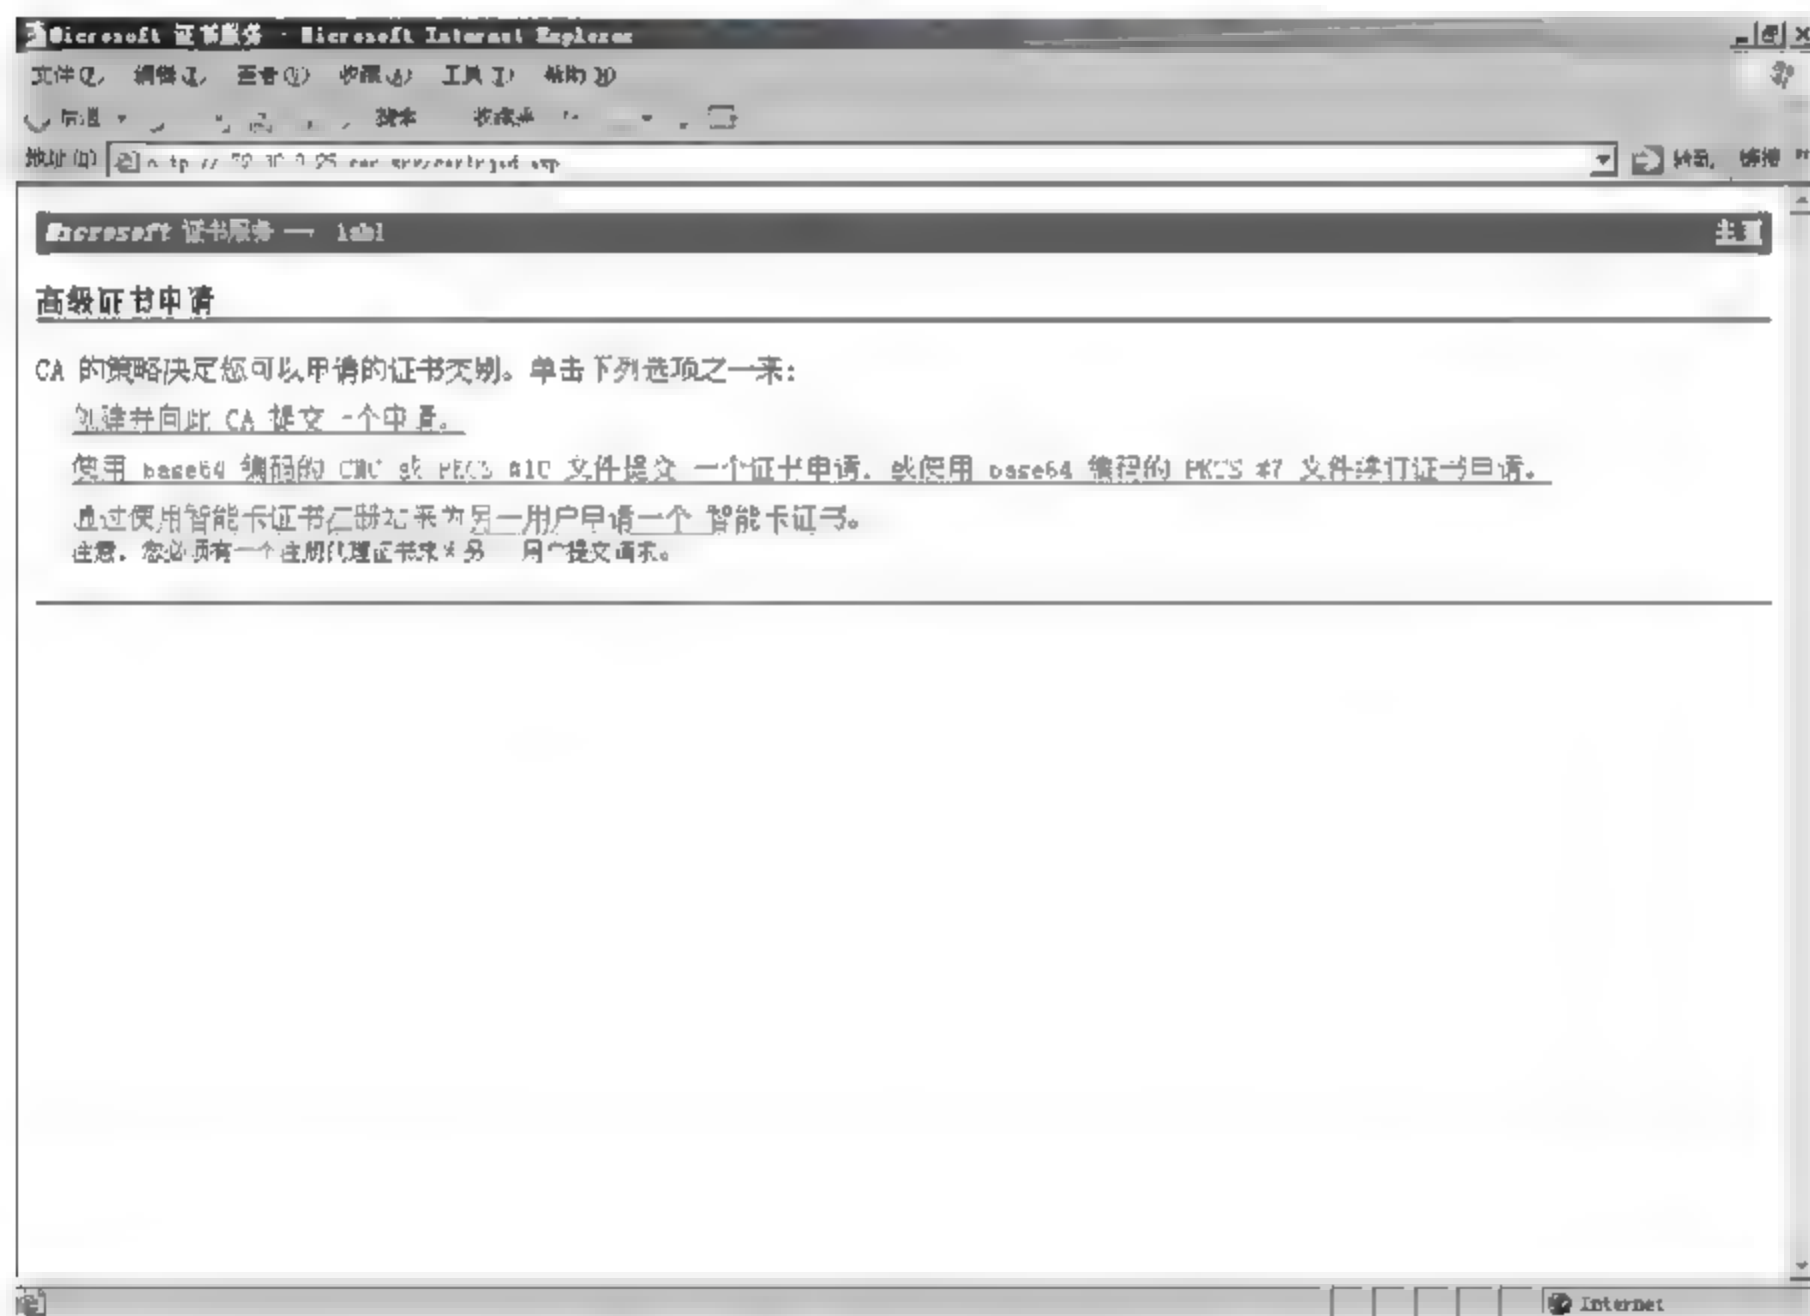 Microsoft 证书服务 - Microsoft Internet Explorer
文件 编辑 查看 收藏 工具 帮助
后退 搜索 收藏夹
地址 转到 链接
Microsoft 证书服务 — 主页
高级证书申请
CA 的策略决定您可以申请的证书类别。单击下列选项之一来:
创建并向此 CA 提交一个申请。
使用 base64 编码的 CMC 或 PKCS #10 文件提交 一个证书申请，或使用 base64 编码的 PKCS #7 文件续订证书申请。
通过使用智能卡证书注册站来为另一用户申请一个 智能卡证书。
注意，您必须有一个注册代理证书来为另一用户提交请求。
Internet